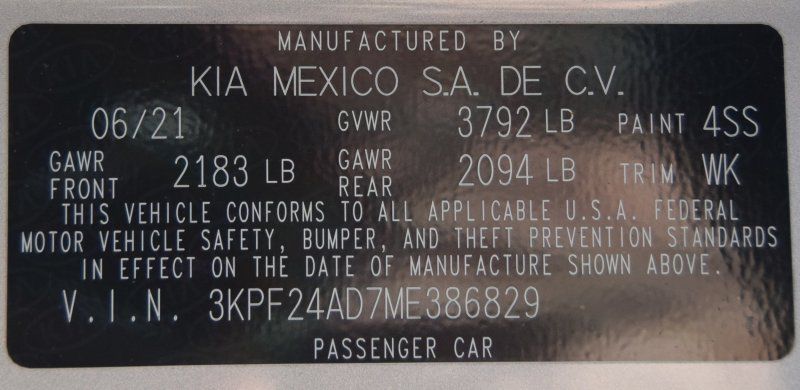 MANUFACTURED BY
KIA MEXICO S.A. DE C.V.
06/21 GVWR 3792 LB PAINT 4SS
GAWR FRONT 2183 LB GAWR REAR 2094 LB TRIM WK
THIS VEHICLE CONFORMS TO ALL APPLICABLE U.S.A. FEDERAL
MOTOR VEHICLE SAFETY, BUMPER, AND THEFT PREVENTION STANDARDS
IN EFFECT ON THE DATE OF MANUFACTURE SHOWN ABOVE.
V.I.N. 3KPF24AD7ME386829
PASSENGER CAR